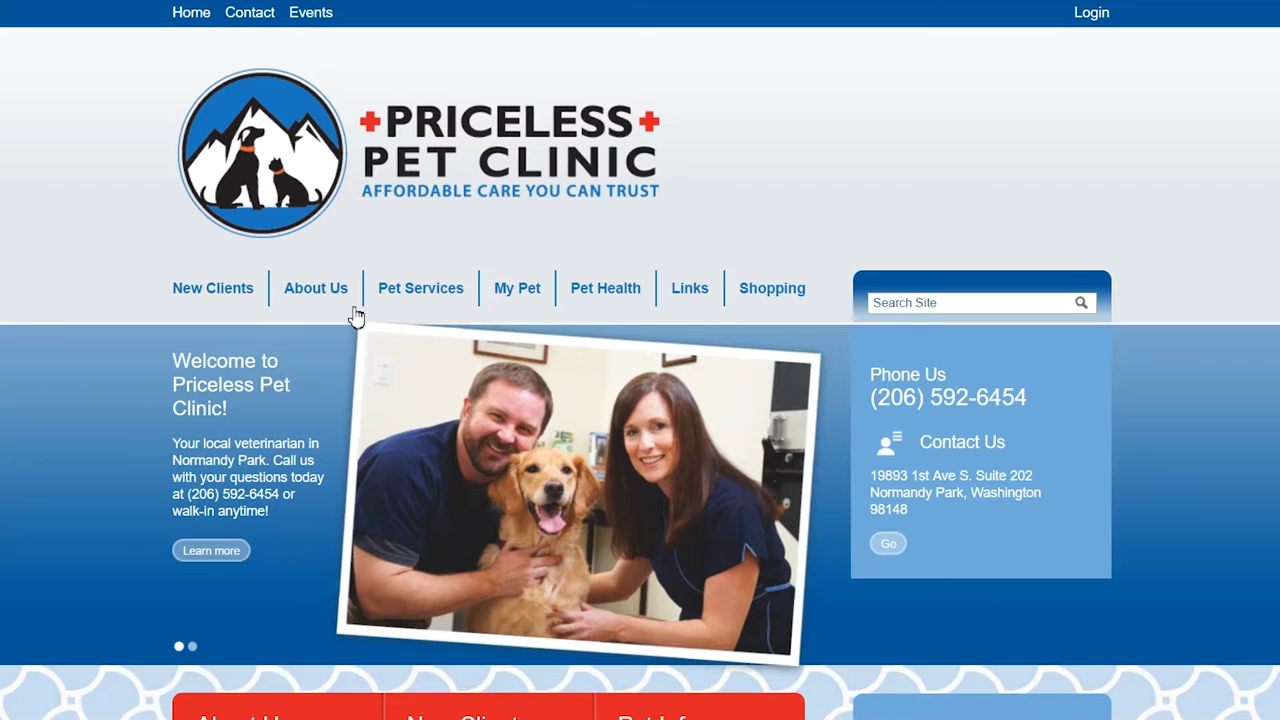 Home Contact Events Login
PRICELESS
PET CLINIC
AFFORDABLE CARE YOU CAN TRUST
New Clients About Us Pet Services My Pet Pet Health Links Shopping
Search Site
Welcome to
Priceless Pet
Clinic!
Your local veterinarian in
Normandy Park. Call us
with your questions today
at (206) 592-6454 or
walk-in anytime!
Learn more
Phone Us
(206) 592-6454
Contact Us
19893 1st Ave S. Suite 202
Normandy Park, Washington
98148
Go